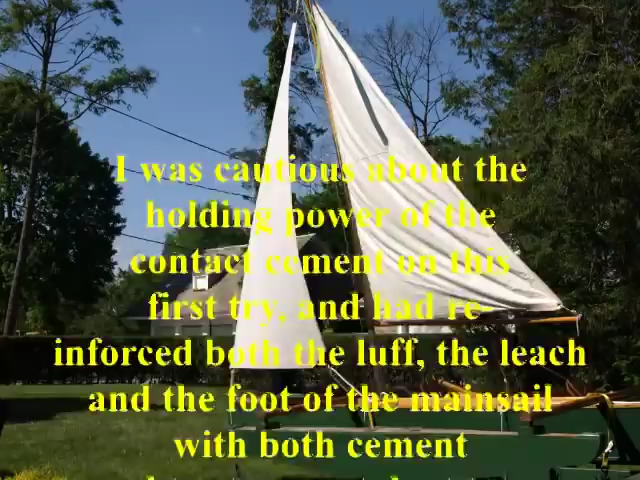 I was cautious about the
holding power of the
contact cement on this
first try, and had re-
inforced both the luff, the leach
and the foot of the mainsail
with both cement